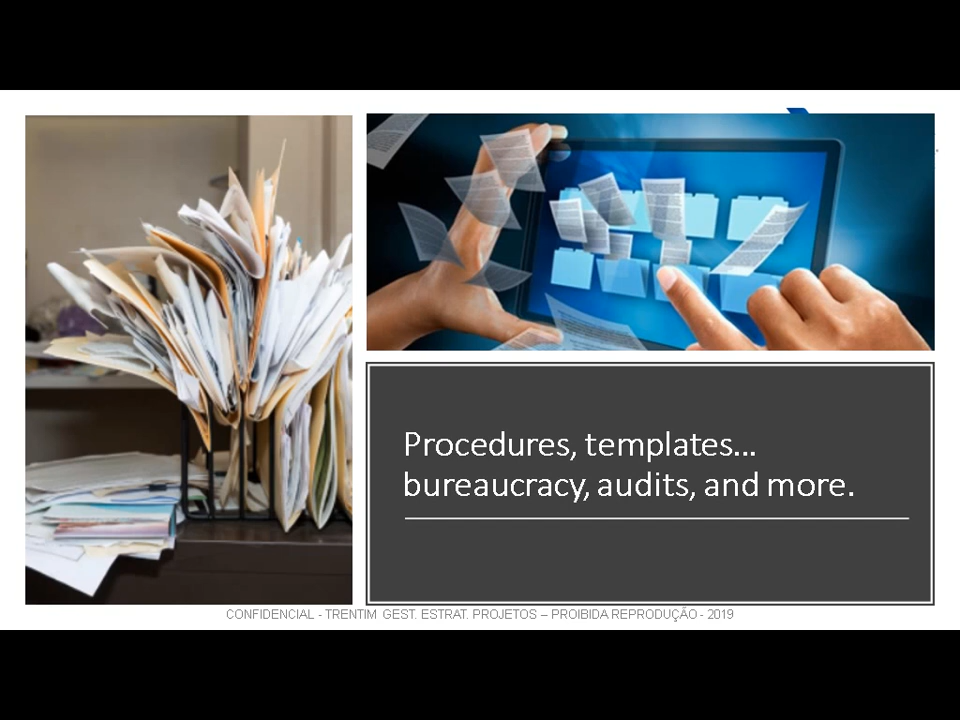 Procedures, templates...
bureaucracy, audits, and more.
CONFIDENCIAL - TRENTIM GEST. ESTRAT. PROJETOS – PROIBIDA REPRODUÇÃO - 2019